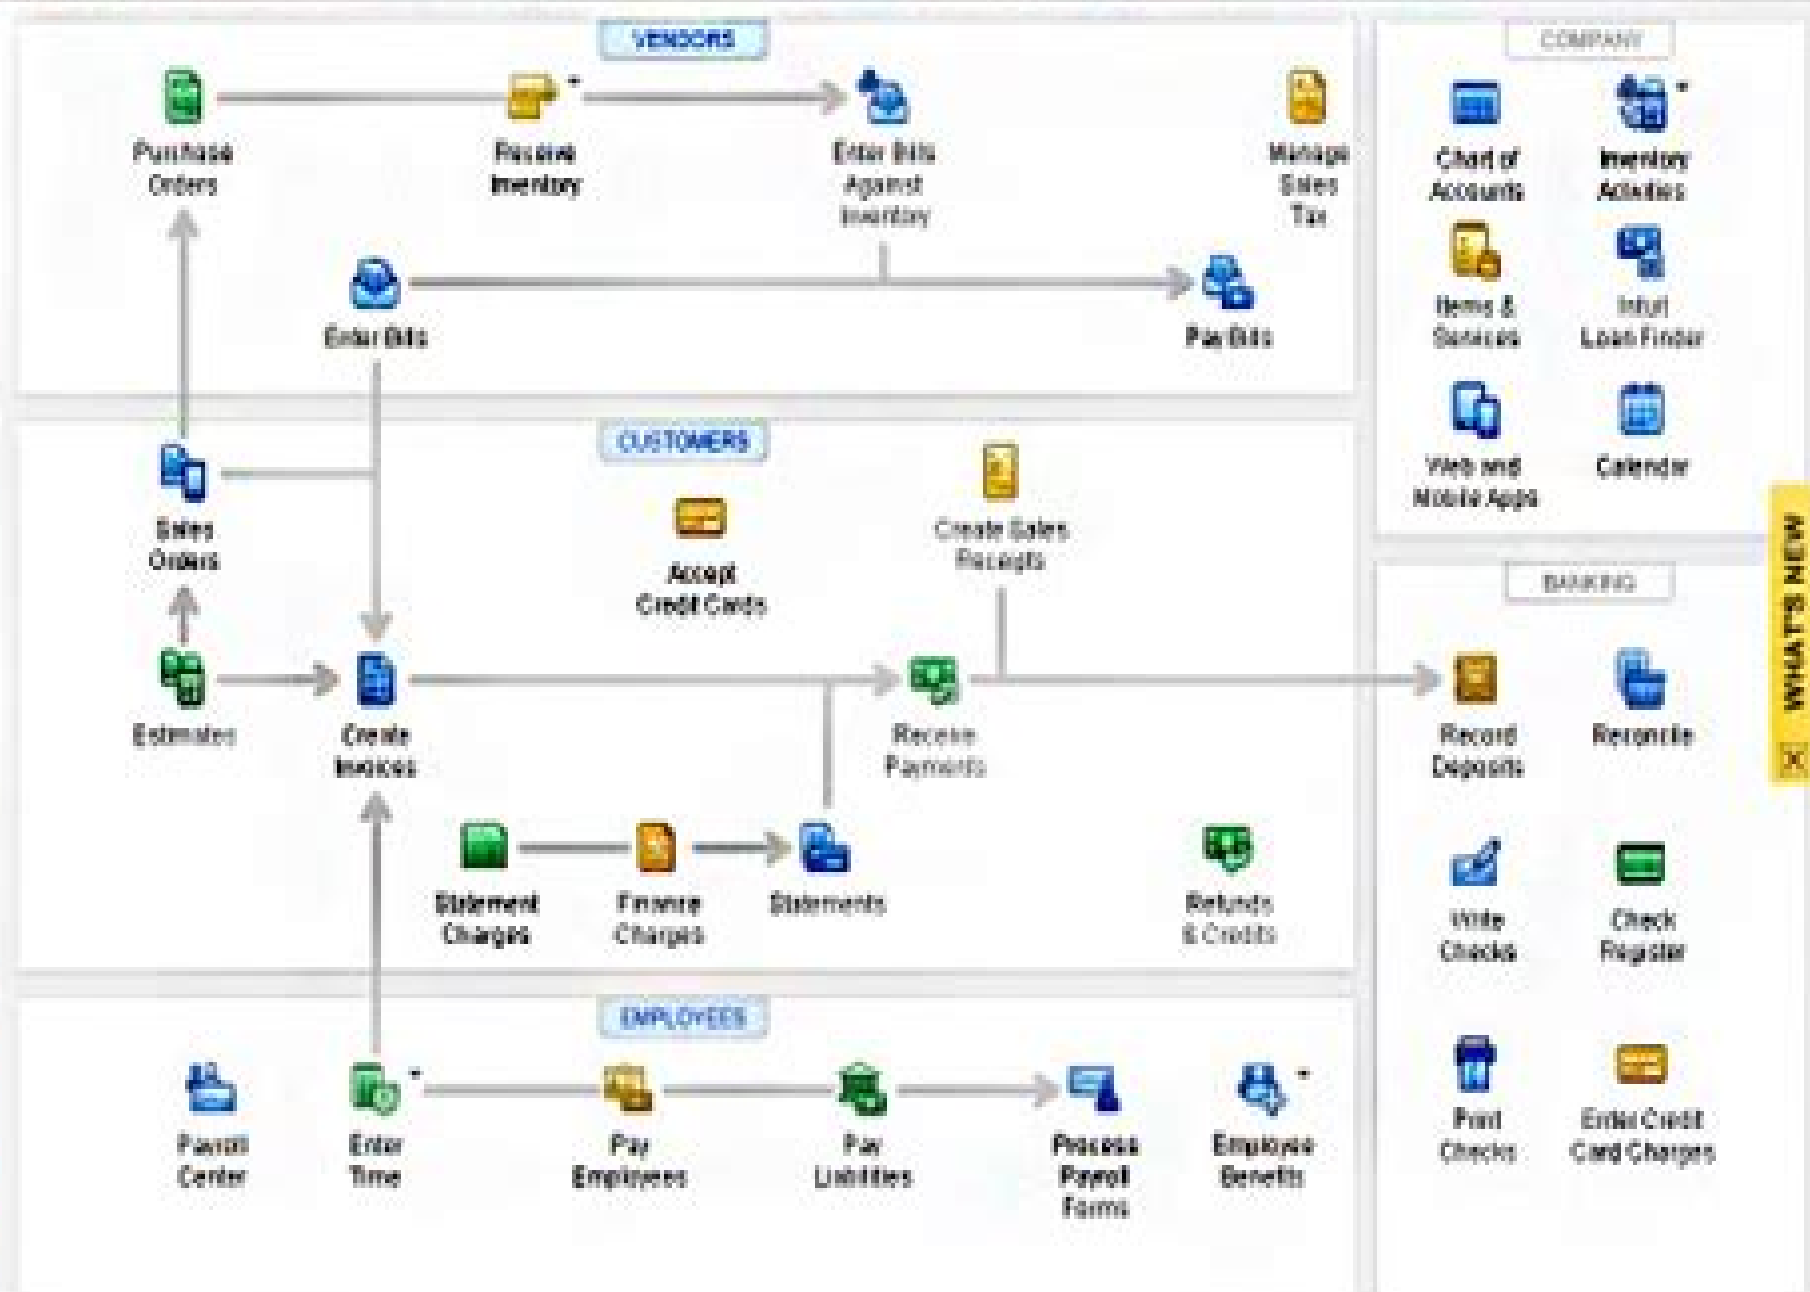 VENDORS
COMPANY
Purchase
Orders
Receive
Inventory
Enter Bills
Against
Inventory
Manage
Sales
Tax
Chart of
Accounts
Inventory
Activities
Enter Bills
Pay Bills
Items &
Services
Intuit
Loan Finder
Web and
Mobile Apps
Calendar
CUSTOMERS
Sales
Orders
Accept
Credit Cards
Create Sales
Receipts
BANKING
WHAT'S NEW
Estimates
Create
Invoices
Receive
Payments
Record
Deposits
Reconcile
Statement
Charges
Finance
Charges
Statements
Refunds
& Credits
Write
Checks
Check
Register
EMPLOYEES
Payroll
Center
Enter
Time
Pay
Employees
Pay
Liabilities
Process
Payroll
Forms
Employee
Benefits
Print
Checks
Enter Credit
Card Charges